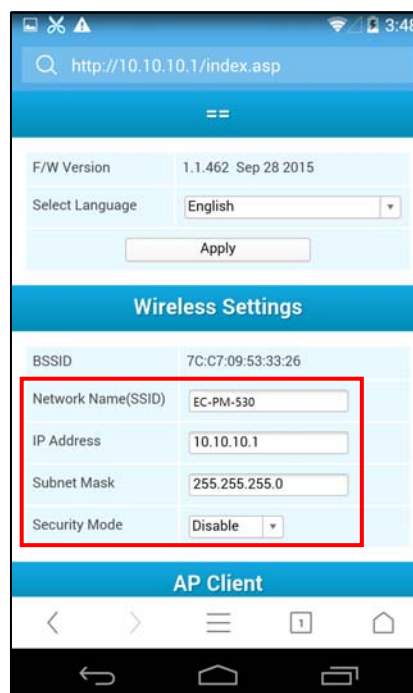 3:48
http://10.10.10.1/index.asp
==
F/W Version 1.1.462 Sep 28 2015
Select Language English
Apply
Wireless Settings
BSSID 7C:C7:09:53:33:26
Network Name(SSID) EC-PM-530
IP Address 10.10.10.1
Subnet Mask 255.255.255.0
Security Mode Disable
AP Client
1